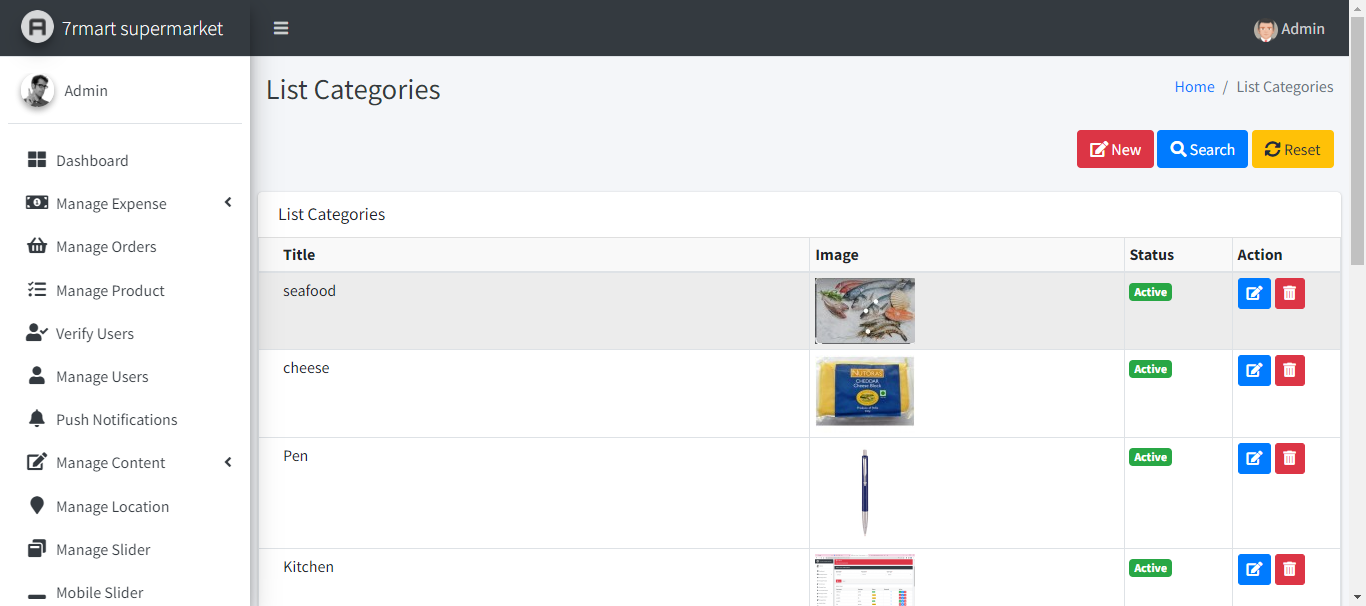 7rmart supermarket
Admin
Admin
List Categories
Home / List Categories
New
Search
Reset
Dashboard
Manage Expense
Manage Orders
Manage Product
Verify Users
Manage Users
Push Notifications
Manage Content
Manage Location
Manage Slider
Mobile Slider
List Categories
Title Image Status Action
seafood Active
cheese Active
NUTORAS
CHEDDAR
Cheese Block
Pen Active
Kitchen Active